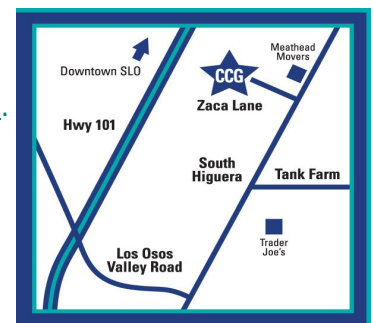 Meathead
Movers
Downtown SLO
CCG
Zaca Lane
Hwy 101
South
Higuera
Tank Farm
Trader
Joe's
Los Osos
Valley Road